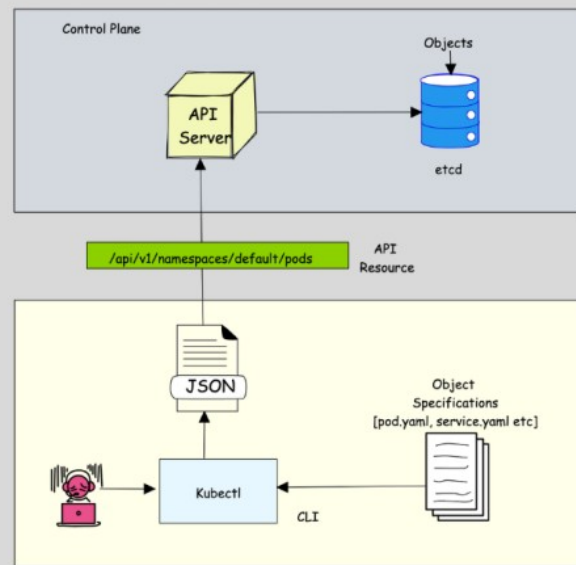 Control Plane
Objects
API
Server
etcd
/api/v1/namespaces/default/pods
API
Resource
JSON
Object
Specifications
[pod.yaml, service.yaml etc]
Kubectl
CLI